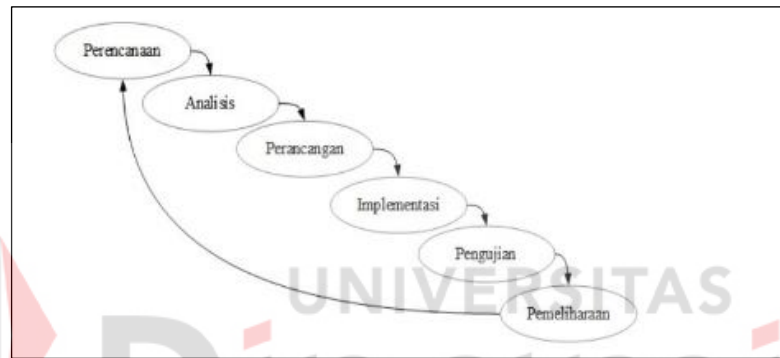 Perencanaan
Analisis
Perancangan
Implementasi
Pengujian
Pemeliharaan
UNIVERSITAS